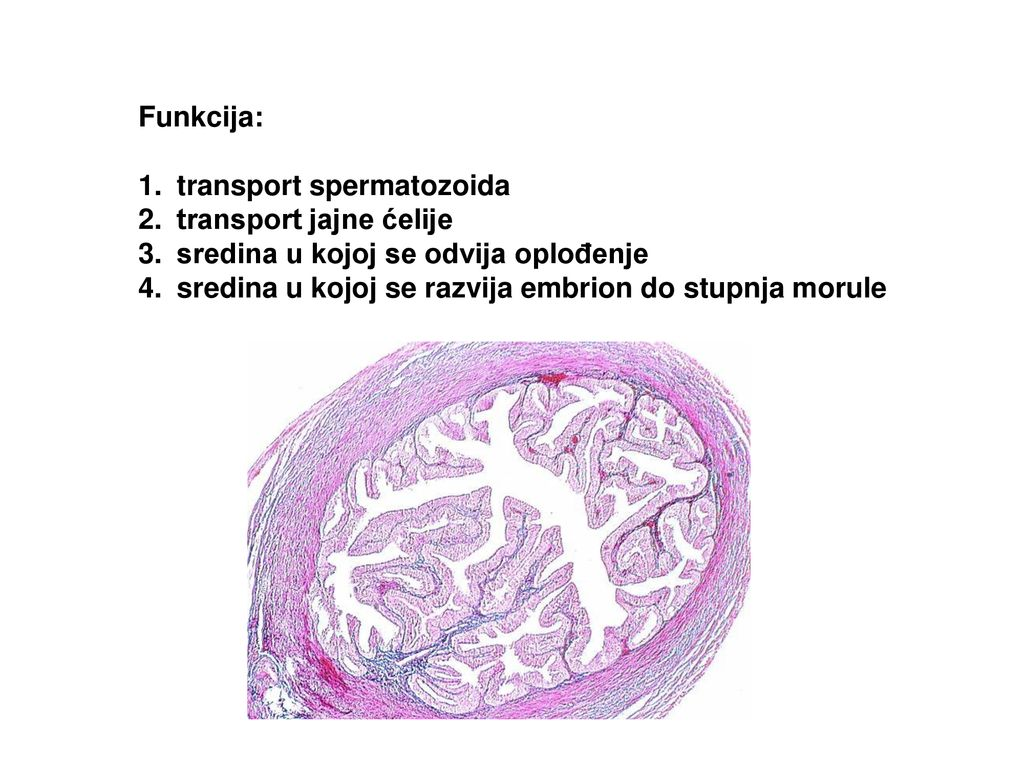 Funkcija:
1. transport spermatozoida
2. transport jajne ćelije
3. sredina u kojoj se odvija oplođenje
4. sredina u kojoj se razvija embrion do stupnja morule